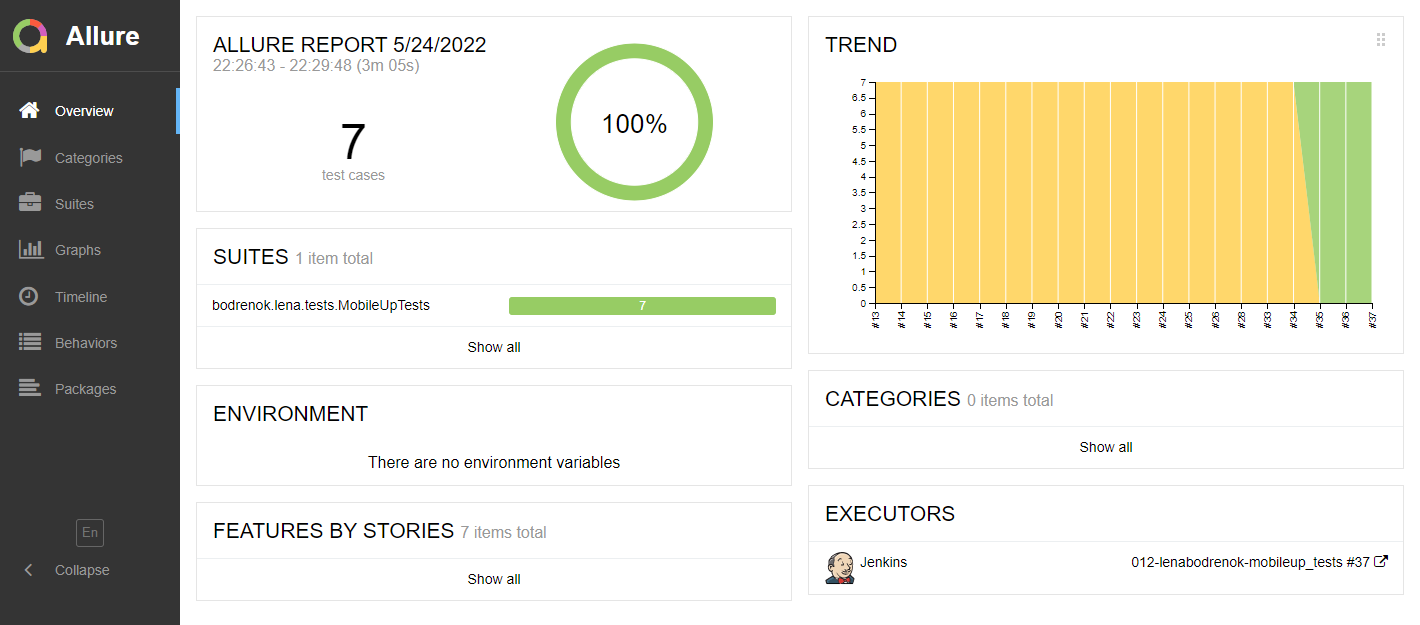 Allure
Overview
Categories
Suites
Graphs
Timeline
Behaviors
Packages
En
Collapse
ALLURE REPORT 5/24/2022
22:26:43 - 22:29:48 (3m 05s)
7
test cases
100%
SUITES 1 item total
bodrenok.lena.tests.MobileUpTests 7
Show all
ENVIRONMENT
There are no environment variables
FEATURES BY STORIES 7 items total
Show all
TREND
7
6.5
6
5.5
5
4.5
4
3.5
3
2.5
2
1.5
1
0.5
0
#13 #14 #15 #16 #17 #18 #19 #20 #21 #22 #23 #24 #25 #26 #28 #33 #34 #35 #36 #37
CATEGORIES 0 items total
Show all
EXECUTORS
Jenkins 012-lenabodrenok-mobileup_tests #37